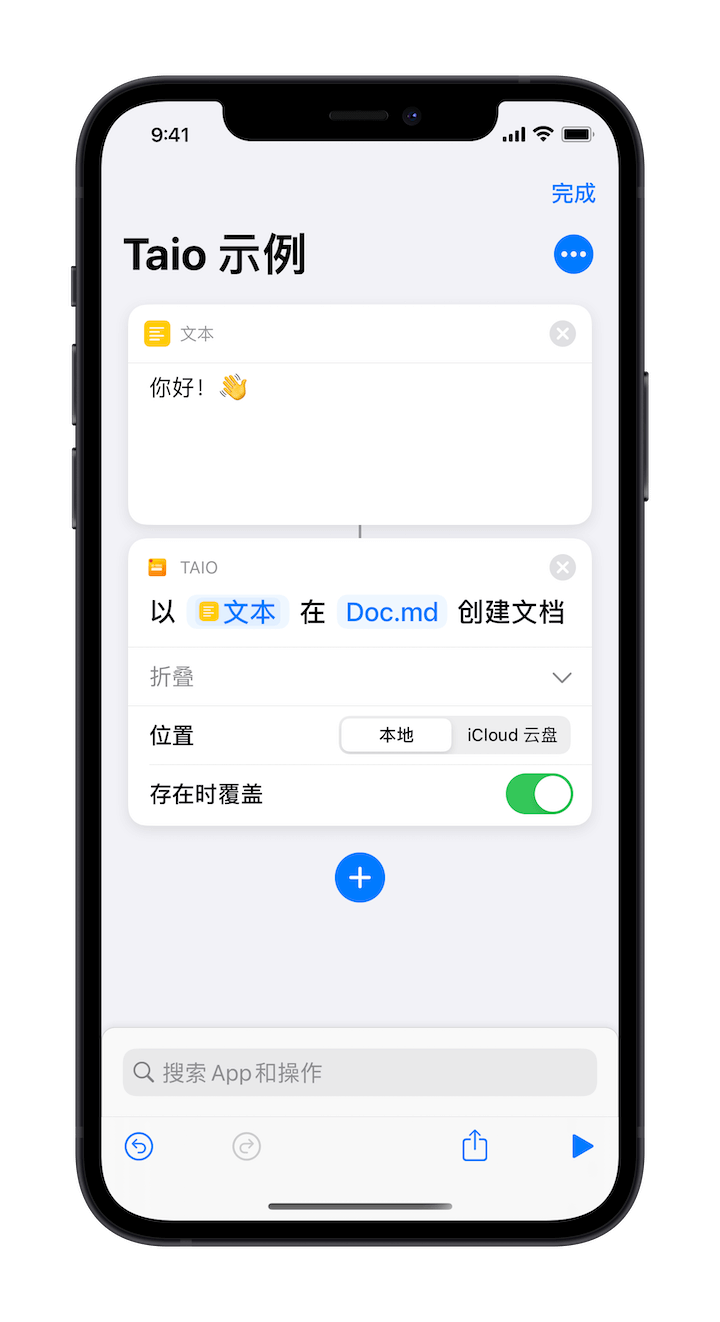 9:41
完成
Taio 示例
文本
你好！👋
TAIO
以 文本 在 Doc.md 创建文档
折叠
位置 本地 iCloud 云盘
存在时覆盖
搜索 App和操作